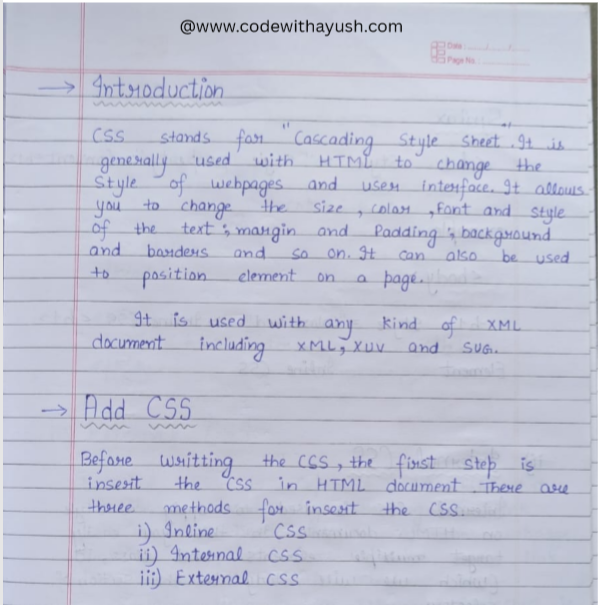 @www.codewithayush.com
Date :
Page No :
→ Introduction
CSS stands for "Cascading Style Sheet". It is
generally used with HTML to change the
Style of webpages and user interface. It allows
you to change the size, color, Font and style
of the text; margin and Padding; background
and borders and so on. It can also be used
to position element on a page.
It is used with any kind of XML
document including XML, XUV and SUG.
→ Add CSS
Before writting the CSS, the first step is
insert the CSS in HTML document. There are
three methods for insert the CSS.
i) Inline CSS
ii) Internal CSS
iii) External CSS